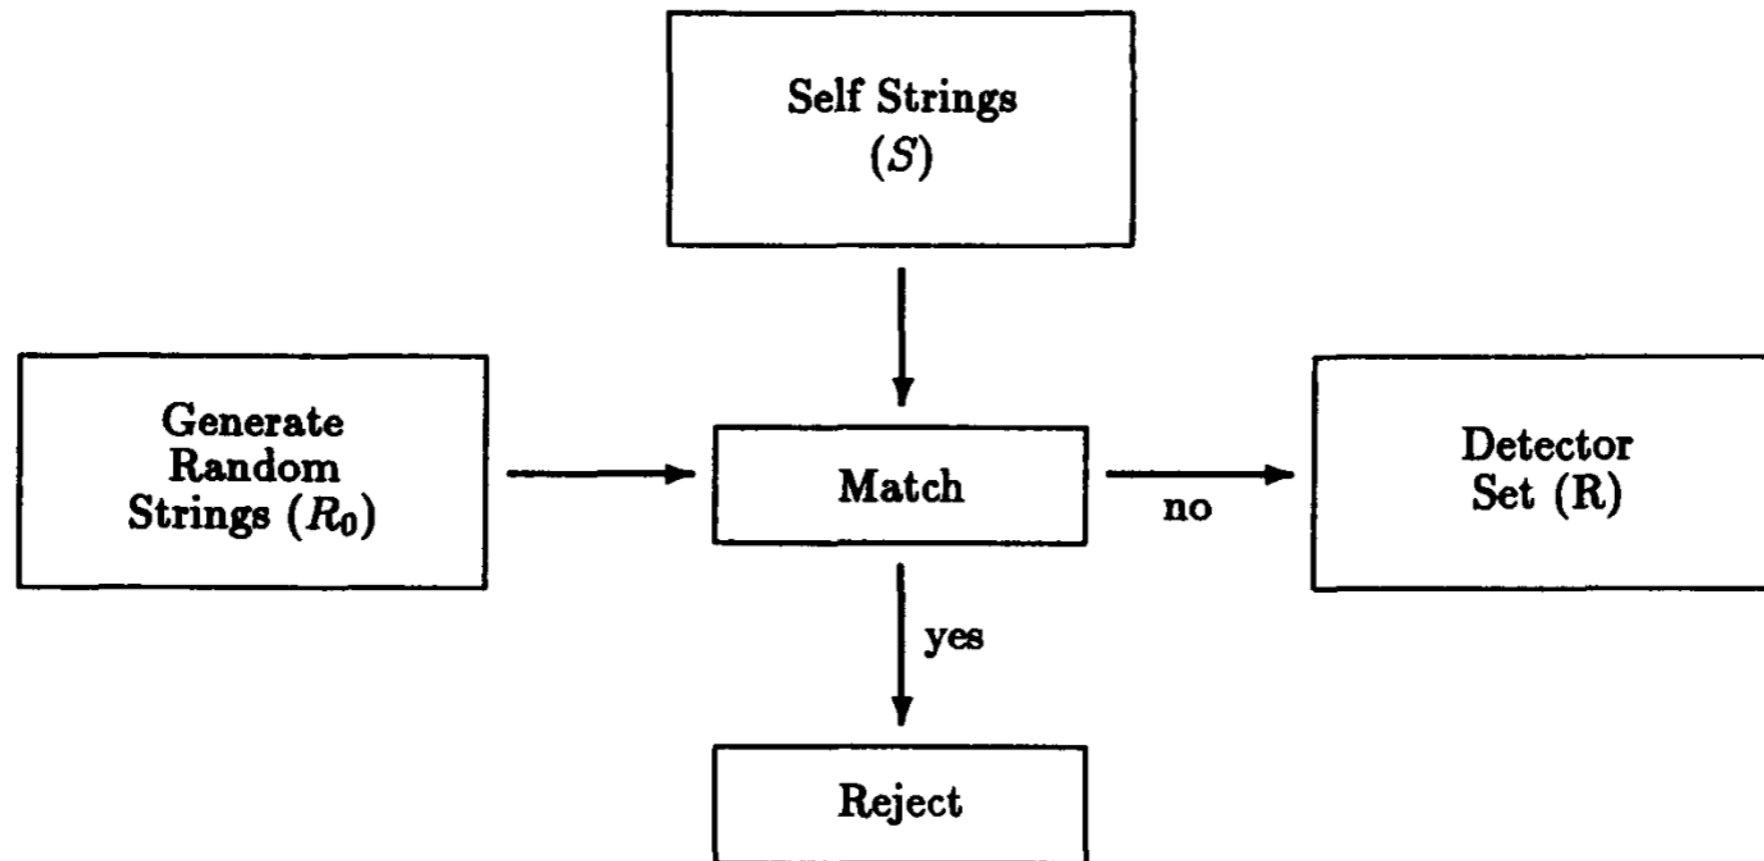 Self Strings
(S)
Generate
Random
Strings (R₀)
Match
no
Detector
Set (R)
yes
Reject